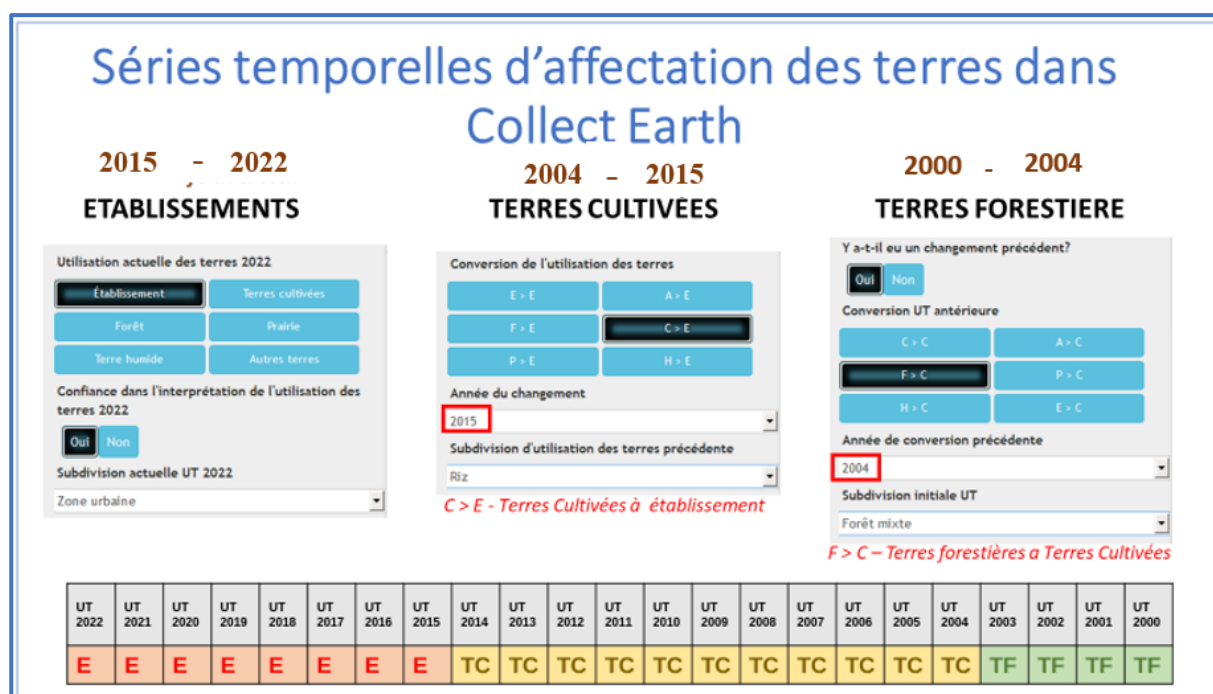 Séries temporelles d’affectation des terres dans
Collect Earth
2015 - 2022
ETABLISSEMENTS
Utilisation actuelle des terres 2022
Établissement
Terres cultivées
Forêt
Prairie
Terre humide
Autres terres
Confiance dans l'interprétation de l'utilisation des
terres 2022
Oui
Non
Subdivision actuelle UT 2022
Zone urbaine
2004 - 2015
TERRES CULTIVÉES
Conversion de l'utilisation des terres
E > E
A > E
F > E
C > E
P > E
H > E
Année du changement
2015
Subdivision d'utilisation des terres précédente
Riz
C > E - Terres Cultivées à établissement
2000 - 2004
TERRES FORESTIERE
Y a-t-il eu un changement précédent?
Oui
Non
Conversion UT antérieure
C > C
A > C
F > C
P > C
H > C
E > C
Année de conversion précédente
2004
Subdivision initiale UT
Forêt mixte
F > C – Terres forestières a Terres Cultivées
UT UT UT UT UT UT UT UT UT UT UT UT UT UT UT UT UT UT UT UT UT UT UT
2022 2021 2020 2019 2018 2017 2016 2015 2014 2013 2012 2011 2010 2009 2008 2007 2006 2005 2004 2003 2002 2001 2000
E E E E E E E E TC TC TC TC TC TC TC TC TC TC TC TF TF TF TF